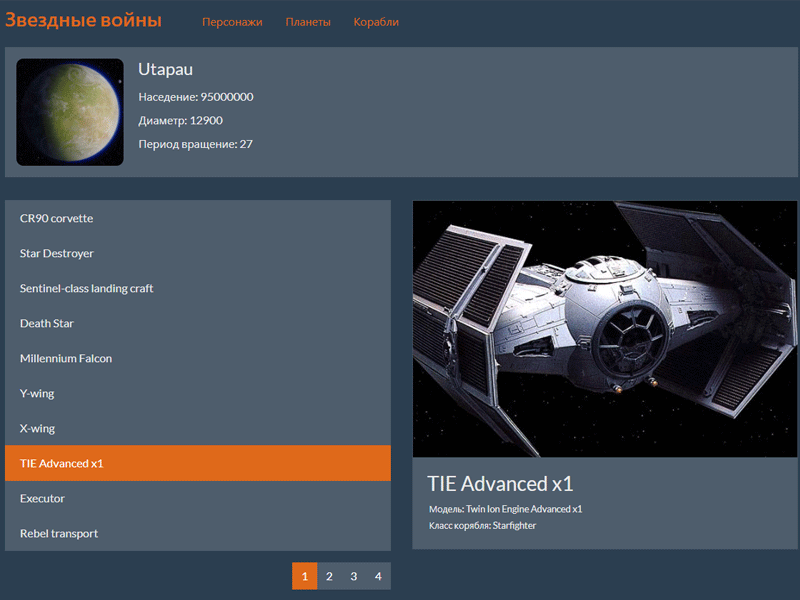 Звездные войны
Персонажи Планеты Корабли
Utapau
Население: 95000000
Диаметр: 12900
Период вращение: 27
CR90 corvette
Star Destroyer
Sentinel-class landing craft
Death Star
Millennium Falcon
Y-wing
X-wing
TIE Advanced x1
Executor
Rebel transport
1 2 3 4
TIE Advanced x1
Модель: Twin Ion Engine Advanced x1
Класс корябля: Starfighter